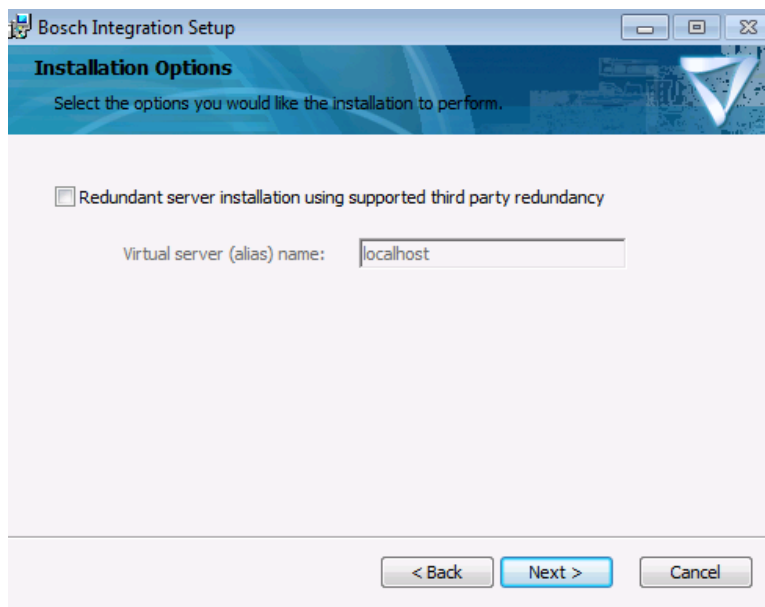 Bosch Integration Setup
Installation Options
Select the options you would like the installation to perform.
Redundant server installation using supported third party redundancy
Virtual server (alias) name: localhost
< Back Next > Cancel